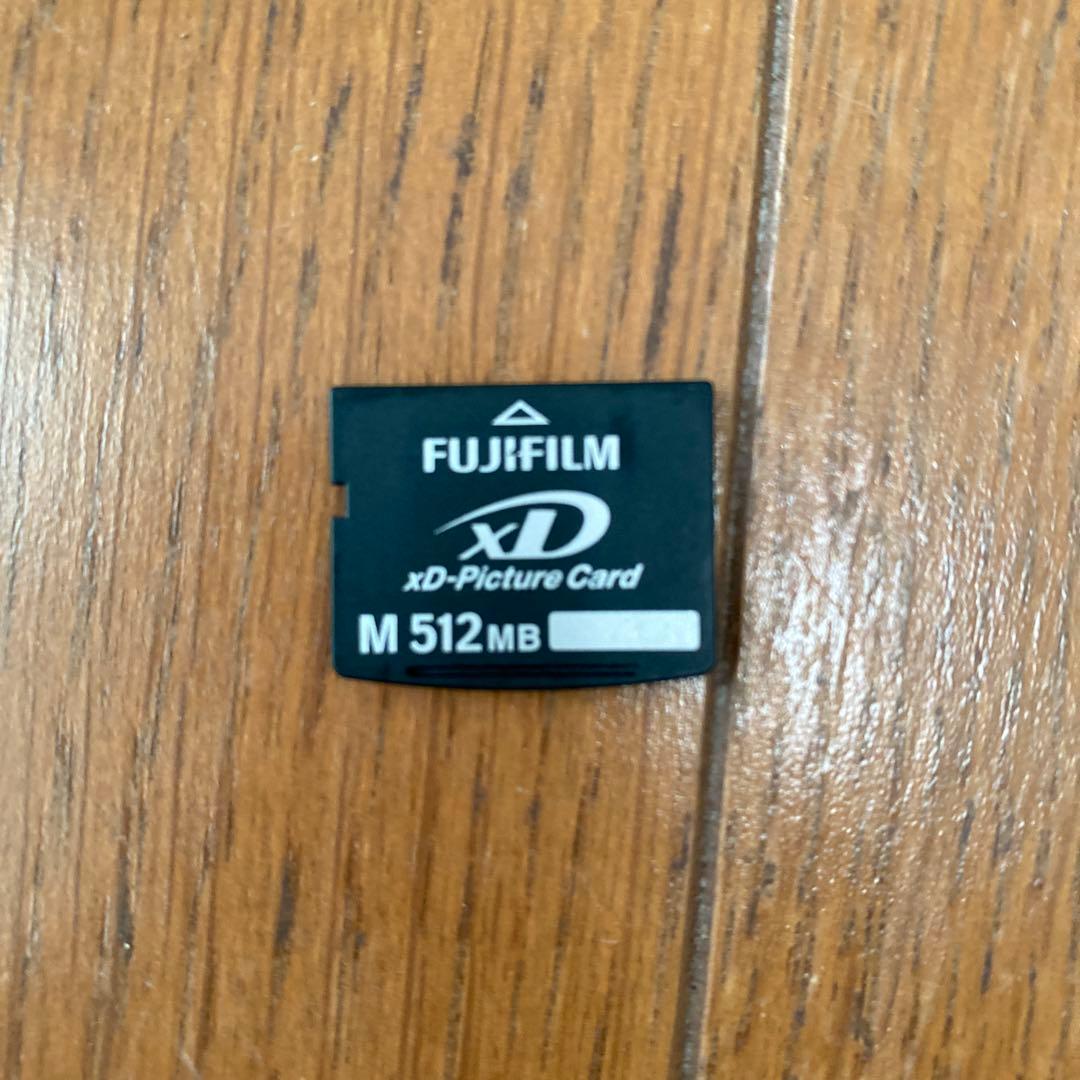 FUJIFILM
xD
xD-Picture Card
M 512MB